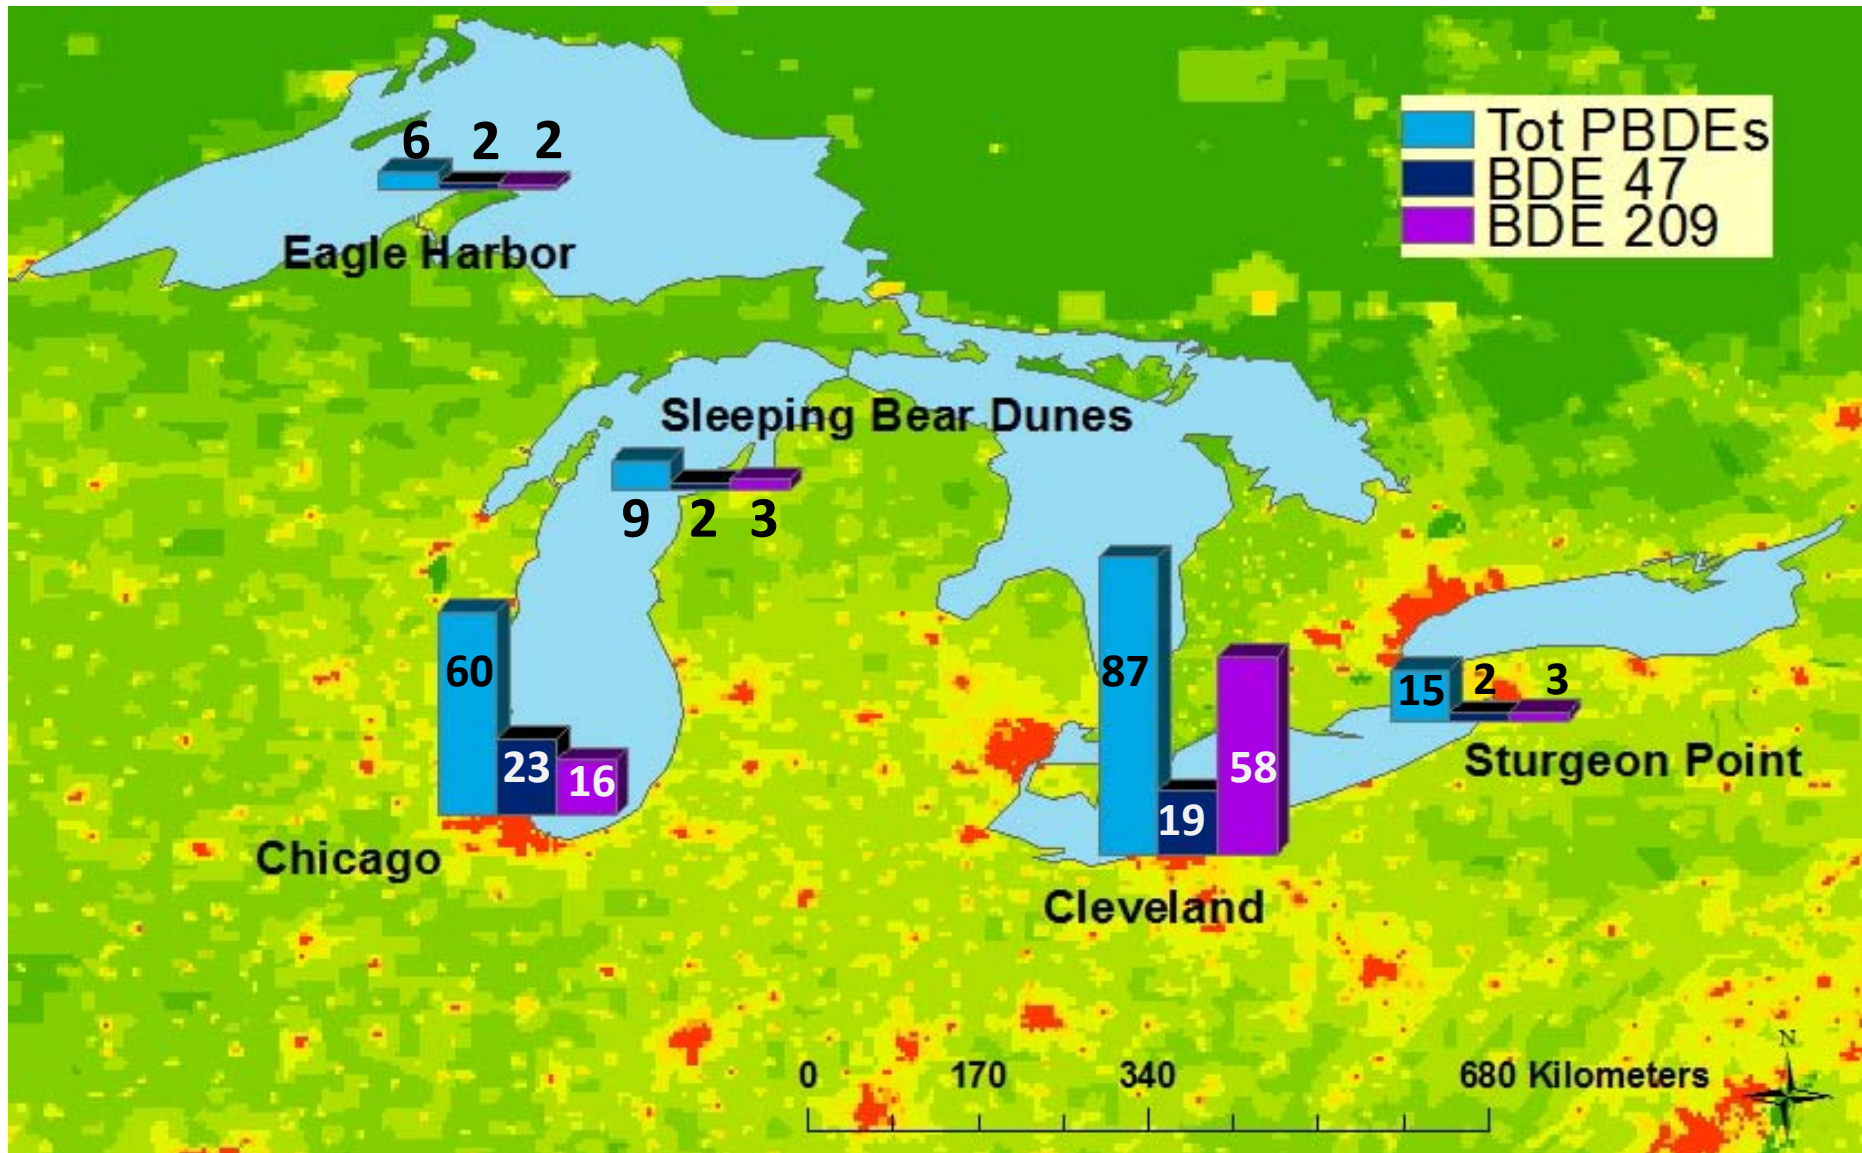 6 2 2
Eagle Harbor
Tot PBDEs
BDE 47
BDE 209
Sleeping Bear Dunes
9 2 3
60
23
16
Chicago
87
19
58
Cleveland
15
2
3
Sturgeon Point
0 170 340 680 Kilometers
N